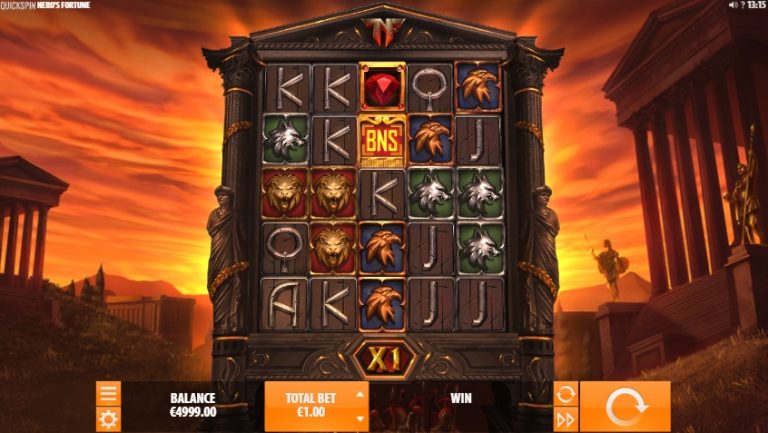 QUICKSPIN NERO'S FORTUNE
? 13:15
N
K K Q
K BNS J
K
Q J
A K J J
X1
BALANCE
€4999.00
TOTAL BET
€1.00
WIN